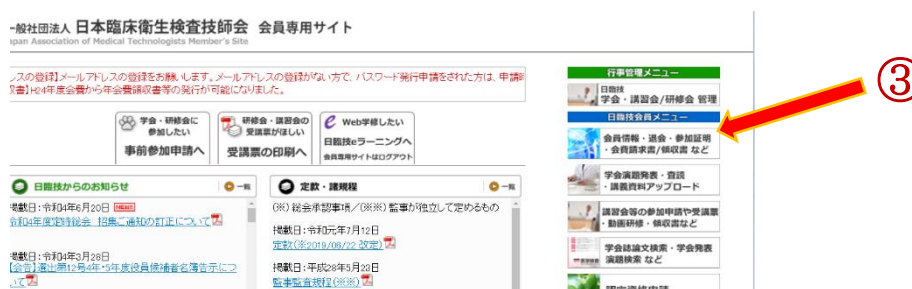 一般社団法人 日本臨床衛生検査技師会 会員専用サイト
Japan Association of Medical Technologists Member's Site
レスの登録】メールアドレスの登録をお願いします。メールアドレスの登録がない方で、パスワード発行申請をされた方は、申請時
収書】H24年度会費から年会費領収書等の発行が可能になりました。
学会・研修会に
参加したい
事前参加申請へ
研修会・講習会の
受講票がほしい
受講票の印刷へ
Web学修したい
日臨技eラーニングへ
会員専用サイトはログアウト
日臨技からのお知らせ
一覧
掲載日:令和4年6月20日
令和4年度定時総会 招集ご通知の訂正について
掲載日:令和4年3月28日
【会告】選出第12号4年・5年度役員候補者名簿告示につ
いて
定款・諸規程
一覧
(※)総会承認事項/(※※)監事が独立して定めるもの
掲載日:令和元年7月12日
定款(※2019/06/22 改定)
掲載日:平成28年5月23日
監事監査規程(※※)
行事管理メニュー
日臨技
学会・講習会/研修会 管理
日臨技会員メニュー
会員情報・退会・参加証明
・会費請求書/領収書 など
学会演題発表・査読
・講義資料アップロード
講習会等の参加申請や受講票
・動画研修・領収書など
学会誌論文検索・学会発表
演題検索 など
③